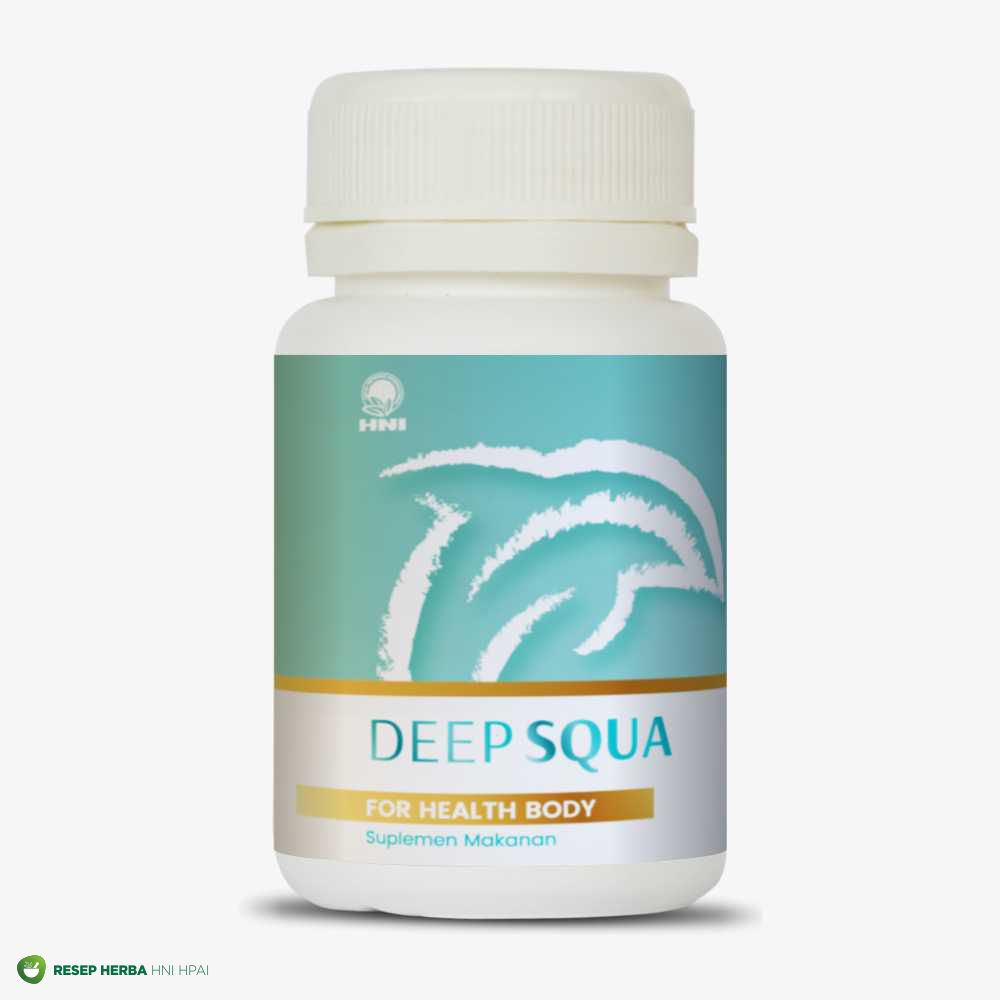 HNI
DEEP SQUA
FOR HEALTH BODY
Suplemen Makanan
RESEP HERBA HNI HPAI